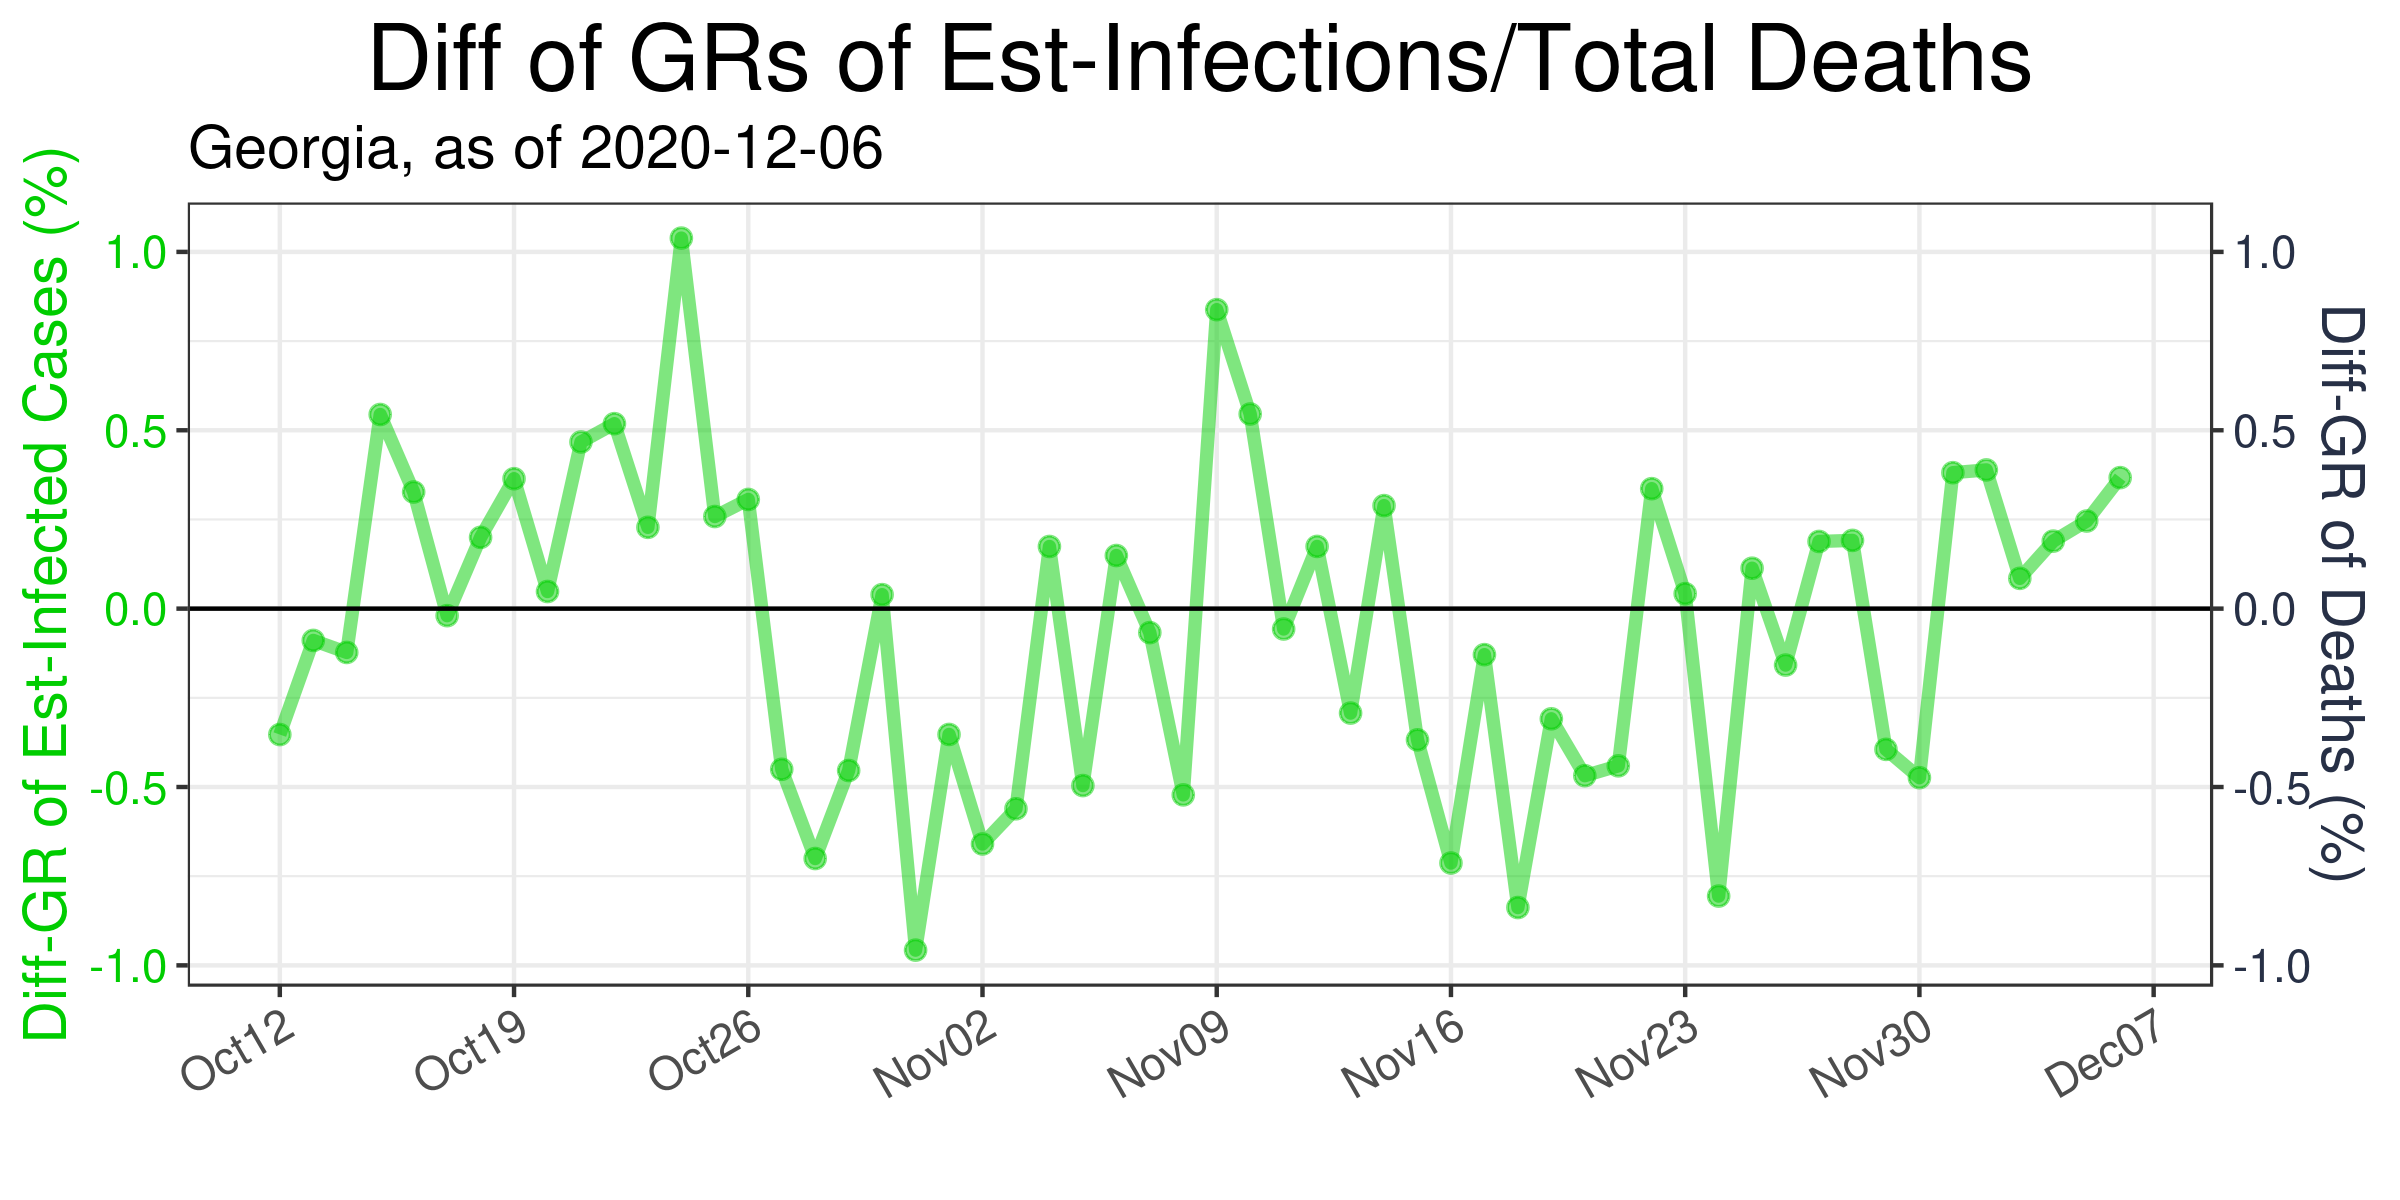 Diff of GRs of Est-Infections/Total Deaths
Georgia, as of 2020-12-06
Diff-GR of Est-Infected Cases (%)
1.0
0.5
0.0
-0.5
-1.0
1.0
0.5
0.0
-0.5
-1.0
Diff-GR of Deaths (%)
Oct12
Oct19
Oct26
Nov02
Nov09
Nov16
Nov23
Nov30
Dec07